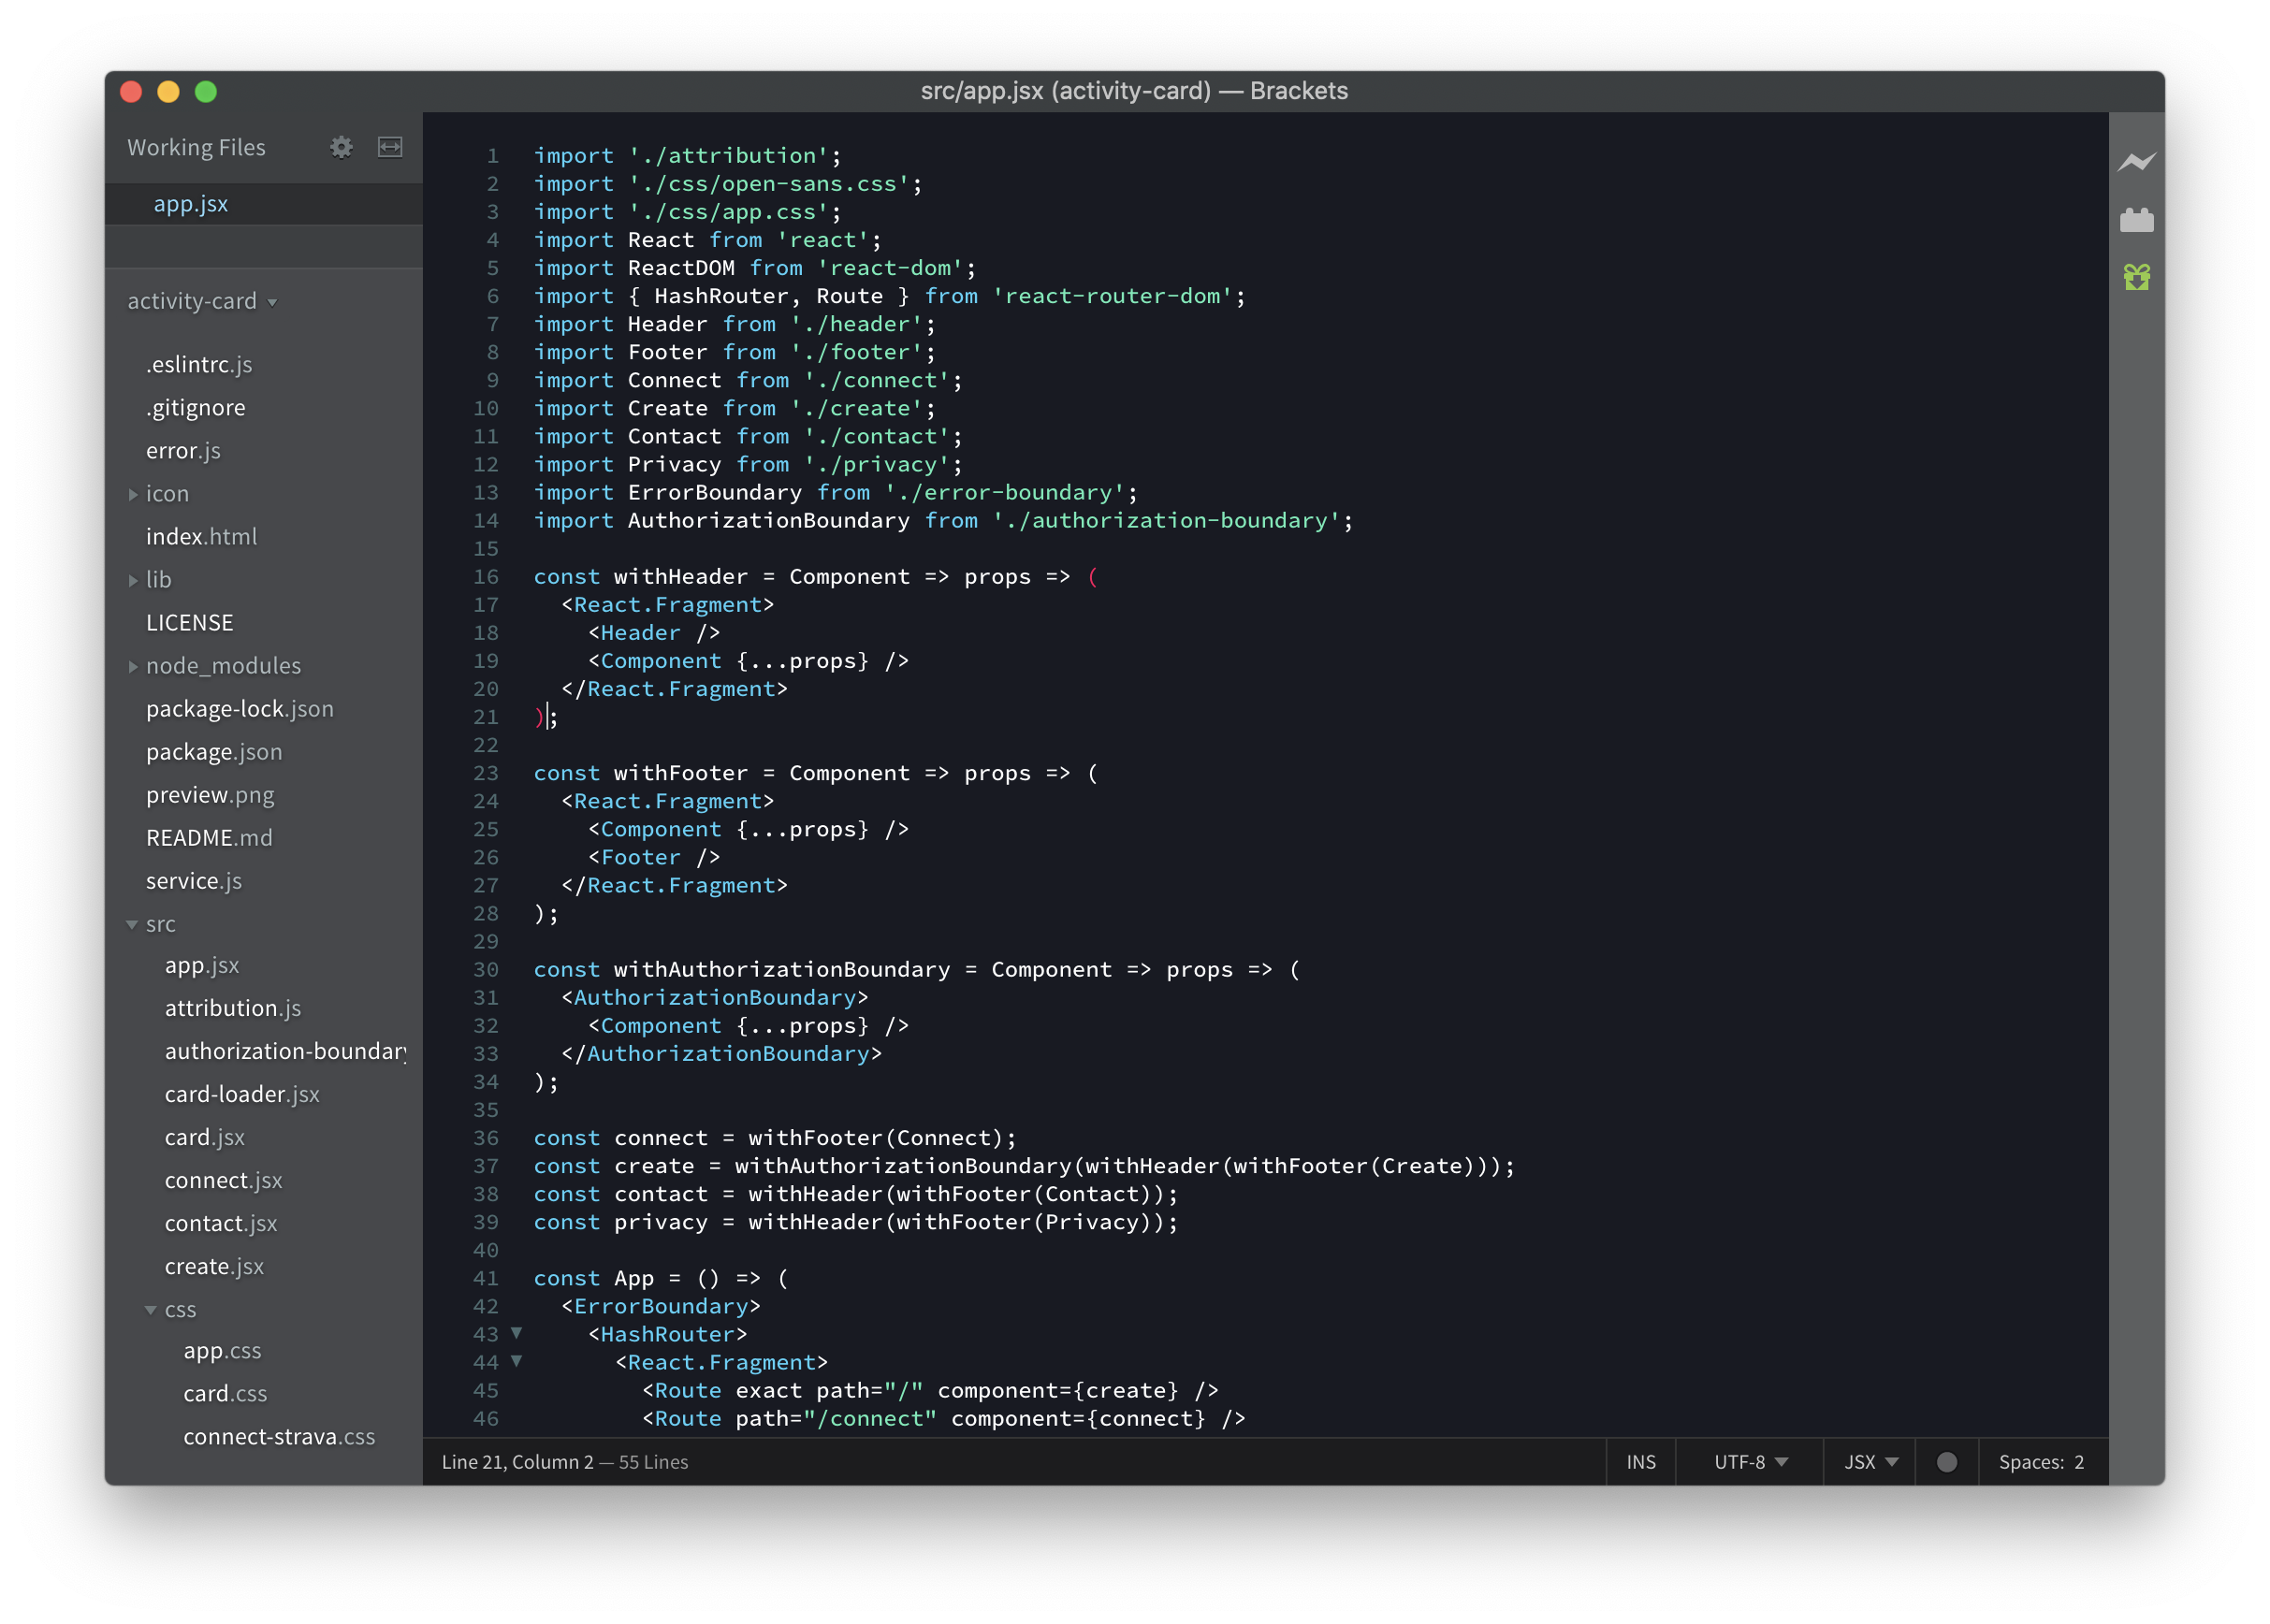 src/app.jsx (activity-card) — Brackets
Working Files
app.jsx
activity-card
.eslintrc.js
.gitignore
error.js
icon
index.html
lib
LICENSE
node_modules
package-lock.json
package.json
preview.png
README.md
service.js
src
app.jsx
attribution.js
authorization-boundary
card-loader.jsx
card.jsx
connect.jsx
contact.jsx
create.jsx
css
app.css
card.css
connect-strava.css
1 import './attribution';
2 import './css/open-sans.css';
3 import './css/app.css';
4 import React from 'react';
5 import ReactDOM from 'react-dom';
6 import { HashRouter, Route } from 'react-router-dom';
7 import Header from './header';
8 import Footer from './footer';
9 import Connect from './connect';
10 import Create from './create';
11 import Contact from './contact';
12 import Privacy from './privacy';
13 import ErrorBoundary from './error-boundary';
14 import AuthorizationBoundary from './authorization-boundary';
15
16 const withHeader = Component => props => (
17   <React.Fragment>
18     <Header />
19     <Component {...props} />
20   </React.Fragment>
21 );
22
23 const withFooter = Component => props => (
24   <React.Fragment>
25     <Component {...props} />
26     <Footer />
27   </React.Fragment>
28 );
29
30 const withAuthorizationBoundary = Component => props => (
31   <AuthorizationBoundary>
32     <Component {...props} />
33   </AuthorizationBoundary>
34 );
35
36 const connect = withFooter(Connect);
37 const create = withAuthorizationBoundary(withHeader(withFooter(Create)));
38 const contact = withHeader(withFooter(Contact));
39 const privacy = withHeader(withFooter(Privacy));
40
41 const App = () => (
42   <ErrorBoundary>
43     <HashRouter>
44       <React.Fragment>
45         <Route exact path="/" component={create} />
46         <Route path="/connect" component={connect} />
Line 21, Column 2 — 55 Lines
INS
UTF-8
JSX
Spaces: 2